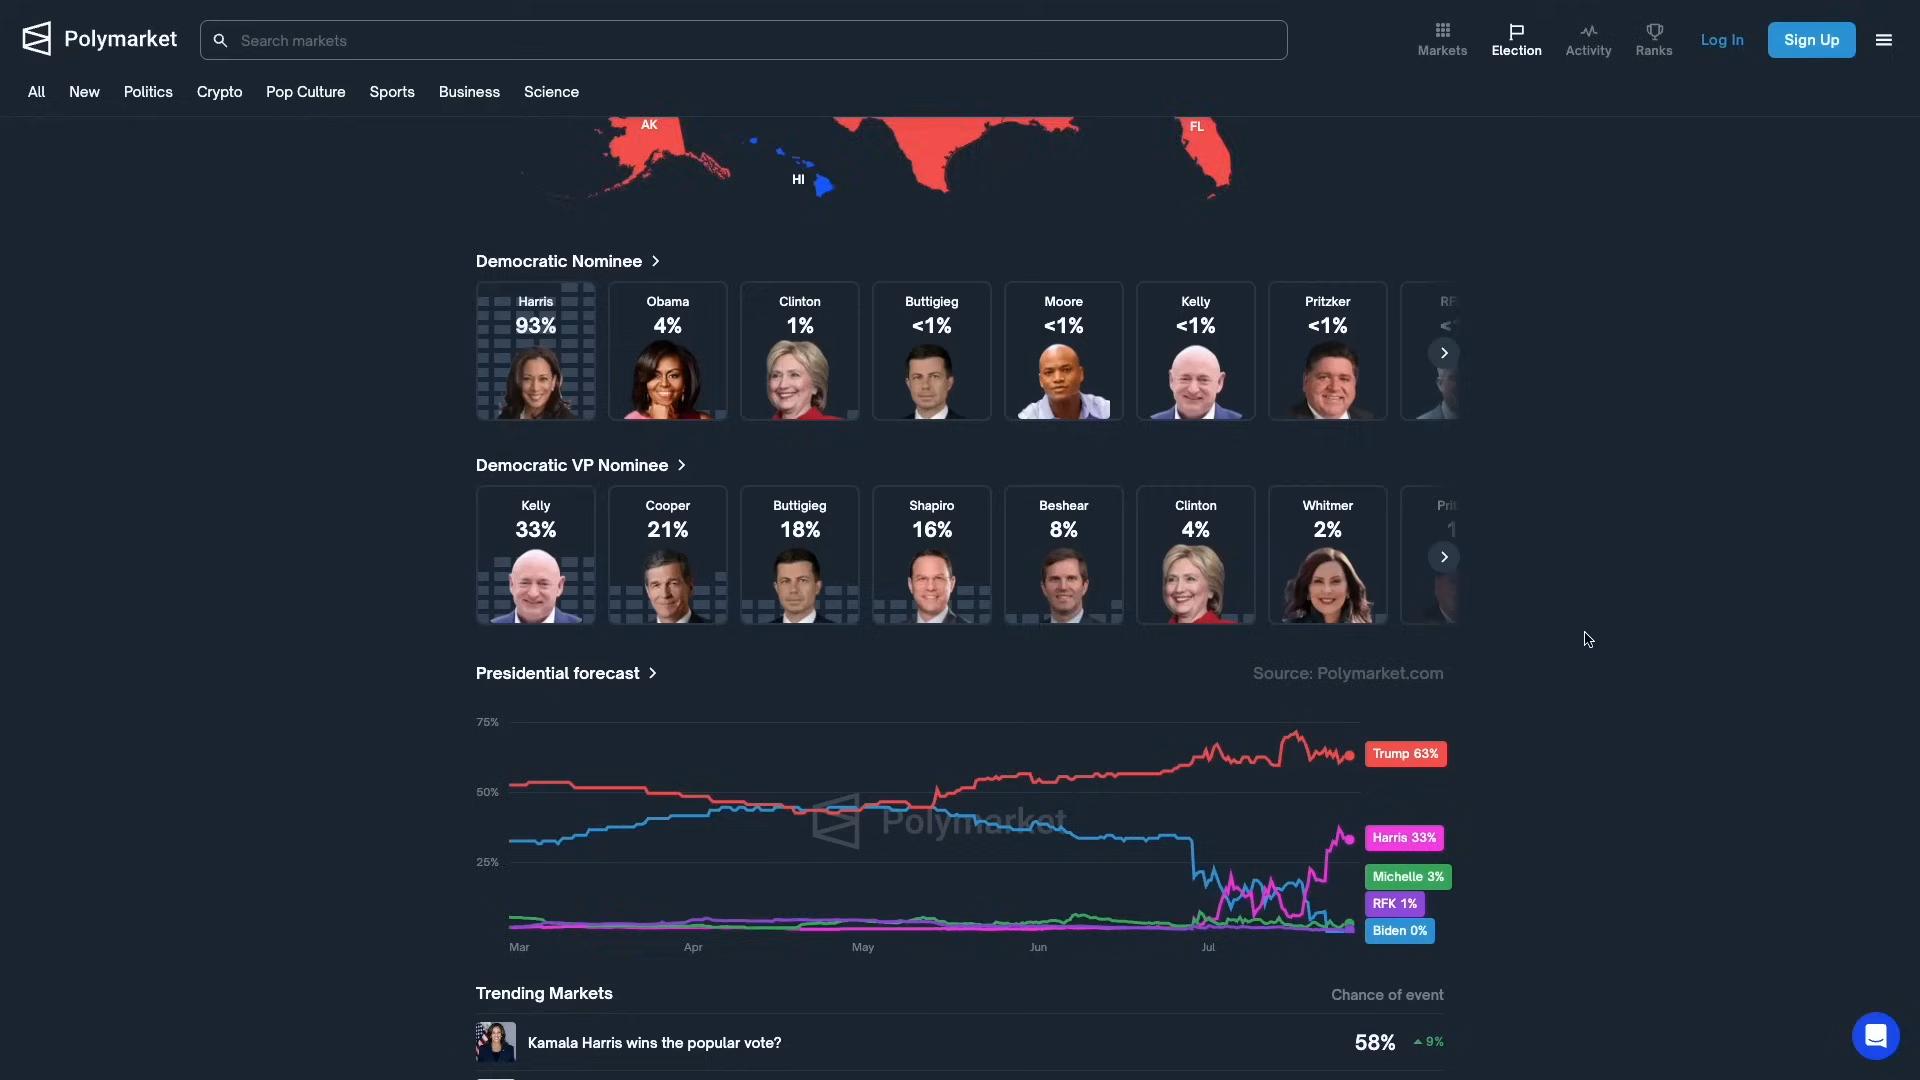 Polymarket
Search markets
Markets
Election
Activity
Ranks
Log In
Sign Up
All New Politics Crypto Pop Culture Sports Business Science
AK
HI
FL
Democratic Nominee
Harris
93%
Obama
4%
Clinton
1%
Buttigieg
<1%
Moore
<1%
Kelly
<1%
Pritzker
<1%
Democratic VP Nominee
Kelly
33%
Cooper
21%
Buttigieg
18%
Shapiro
16%
Beshear
8%
Clinton
4%
Whitmer
2%
Presidential forecast
Source: Polymarket.com
75%
50%
25%
Polymarket
Trump 63%
Harris 33%
Michelle 3%
RFK 1%
Biden 0%
Mar Apr May Jun Jul
Trending Markets
Chance of event
Kamala Harris wins the popular vote?
58%
9%